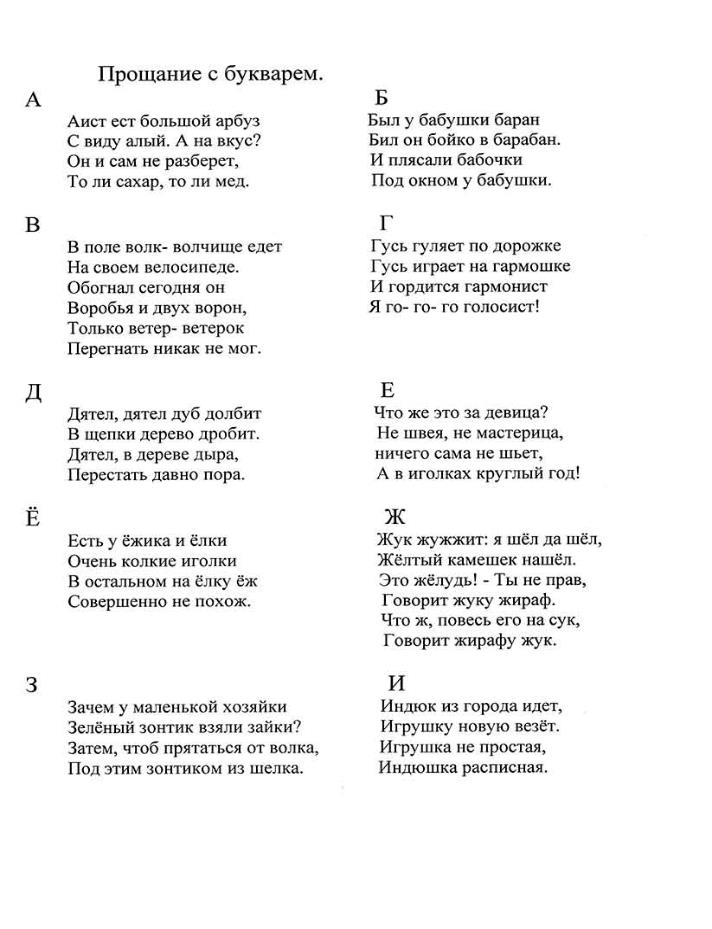 Прощание с букварем.
А
Аист ест большой арбуз
С виду алый. А на вкус?
Он и сам не разберет,
То ли сахар, то ли мед.
Б
Был у бабушки баран
Бил он бойко в барабан.
И плясали бабочки
Под окном у бабушки.
В
В поле волк- волчище едет
На своем велосипеде.
Обогнал сегодня он
Воробья и двух ворон,
Только ветер- ветерок
Перегнать никак не мог.
Г
Гусь гуляет по дорожке
Гусь играет на гармошке
И гордится гармонист
Я го- го- го голосист!
Д
Дятел, дятел дуб долбит
В щепки дерево дробит.
Дятел, в дереве дыра,
Перестать давно пора.
Е
Что же это за девица?
Не швея, не мастерица,
ничего сама не шьет,
А в иголках круглый год!
Ё
Есть у ёжика и ёлки
Очень колкие иголки
В остальном на ёлку ёж
Совершенно не похож.
Ж
Жук жужжит: я шёл да шёл,
Жёлтый камешек нашёл.
Это жёлудь! - Ты не прав,
Говорит жуку жираф.
Что ж, повесь его на сук,
Говорит жирафу жук.
З
Зачем у маленькой хозяйки
Зелёный зонтик взяли зайки?
Затем, чтоб прятаться от волка,
Под этим зонтиком из шелка.
И
Индюк из города идет,
Игрушку новую везёт.
Игрушка не простая,
Индюшка расписная.